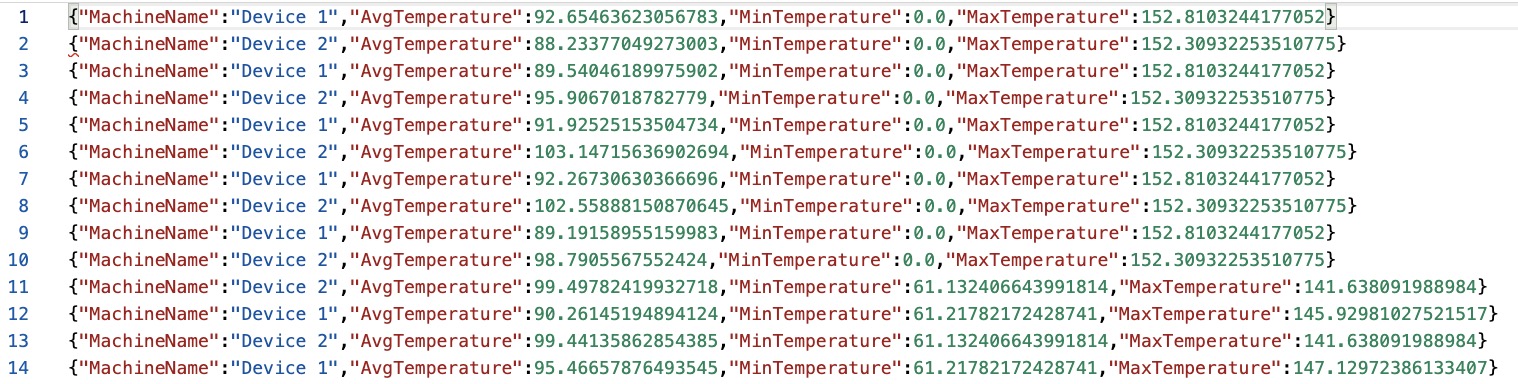 1 {"MachineName":"Device 1","AvgTemperature":92.65463623056783,"MinTemperature":0.0,"MaxTemperature":152.8103244177052}
2 {"MachineName":"Device 2","AvgTemperature":88.23377049273003,"MinTemperature":0.0,"MaxTemperature":152.30932253510775}
3 {"MachineName":"Device 1","AvgTemperature":89.54046189975902,"MinTemperature":0.0,"MaxTemperature":152.8103244177052}
4 {"MachineName":"Device 2","AvgTemperature":95.9067018782779,"MinTemperature":0.0,"MaxTemperature":152.30932253510775}
5 {"MachineName":"Device 1","AvgTemperature":91.92525153504734,"MinTemperature":0.0,"MaxTemperature":152.8103244177052}
6 {"MachineName":"Device 2","AvgTemperature":103.14715636902694,"MinTemperature":0.0,"MaxTemperature":152.30932253510775}
7 {"MachineName":"Device 1","AvgTemperature":92.26730630366696,"MinTemperature":0.0,"MaxTemperature":152.8103244177052}
8 {"MachineName":"Device 2","AvgTemperature":102.55888150870645,"MinTemperature":0.0,"MaxTemperature":152.30932253510775}
9 {"MachineName":"Device 1","AvgTemperature":89.19158955159983,"MinTemperature":0.0,"MaxTemperature":152.8103244177052}
10 {"MachineName":"Device 2","AvgTemperature":98.7905567552424,"MinTemperature":0.0,"MaxTemperature":152.30932253510775}
11 {"MachineName":"Device 2","AvgTemperature":99.49782419932718,"MinTemperature":61.132406643991814,"MaxTemperature":141.638091988984}
12 {"MachineName":"Device 1","AvgTemperature":90.26145194894124,"MinTemperature":61.21782172428741,"MaxTemperature":145.92981027521517}
13 {"MachineName":"Device 2","AvgTemperature":99.44135862854385,"MinTemperature":61.132406643991814,"MaxTemperature":141.638091988984}
14 {"MachineName":"Device 1","AvgTemperature":95.46657876493545,"MinTemperature":61.21782172428741,"MaxTemperature":147.12972386133407}